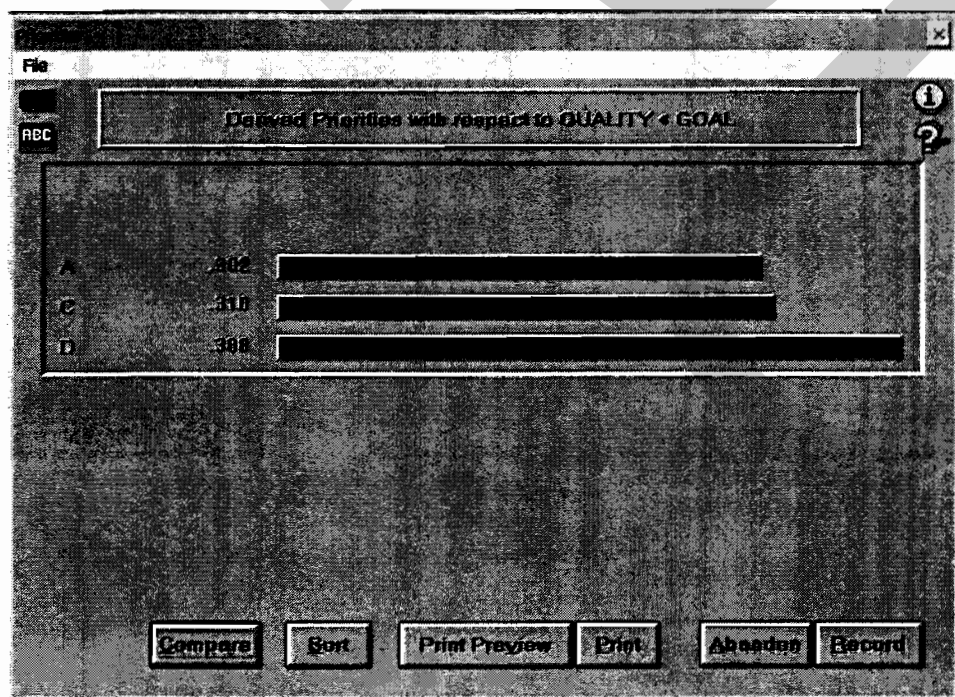 File
ABC
Derived Priorities with respect to QUALITY < GOAL
A .302
C .310
D .388
Compare Sort Print Preview Print Abandon Record